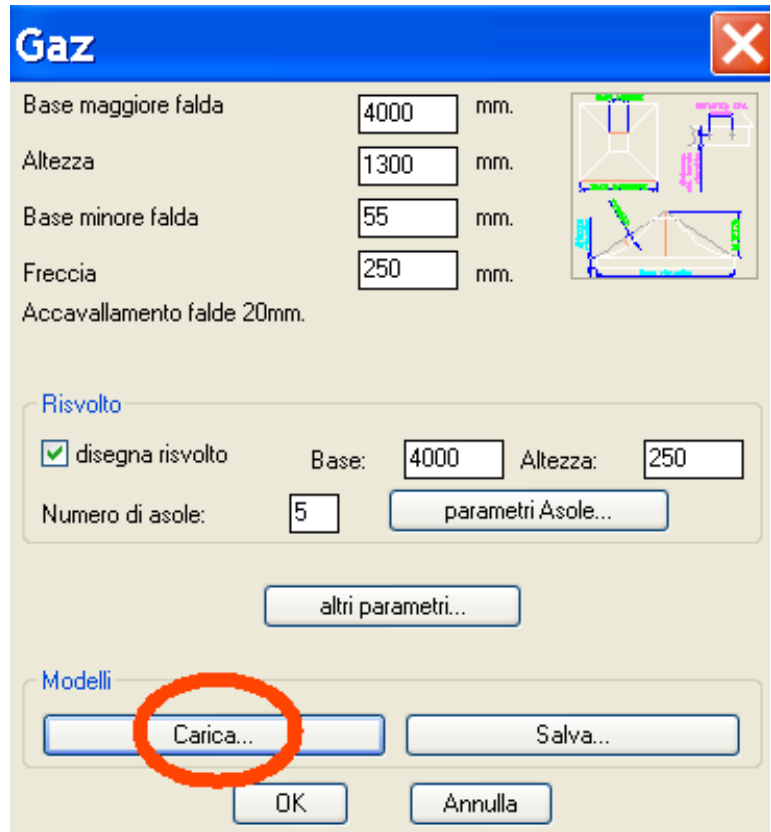 Gaz
Base maggiore falda 4000 mm.
Altezza 1300 mm.
Base minore falda 55 mm.
Freccia 250 mm.
Accavallamento falde 20mm.
Risvolto
disegna risvolto Base: 4000 Altezza: 250
Numero di asole: 5 parametri Asole...
altri parametri...
Modelli
Carica... Salva...
OK Annulla